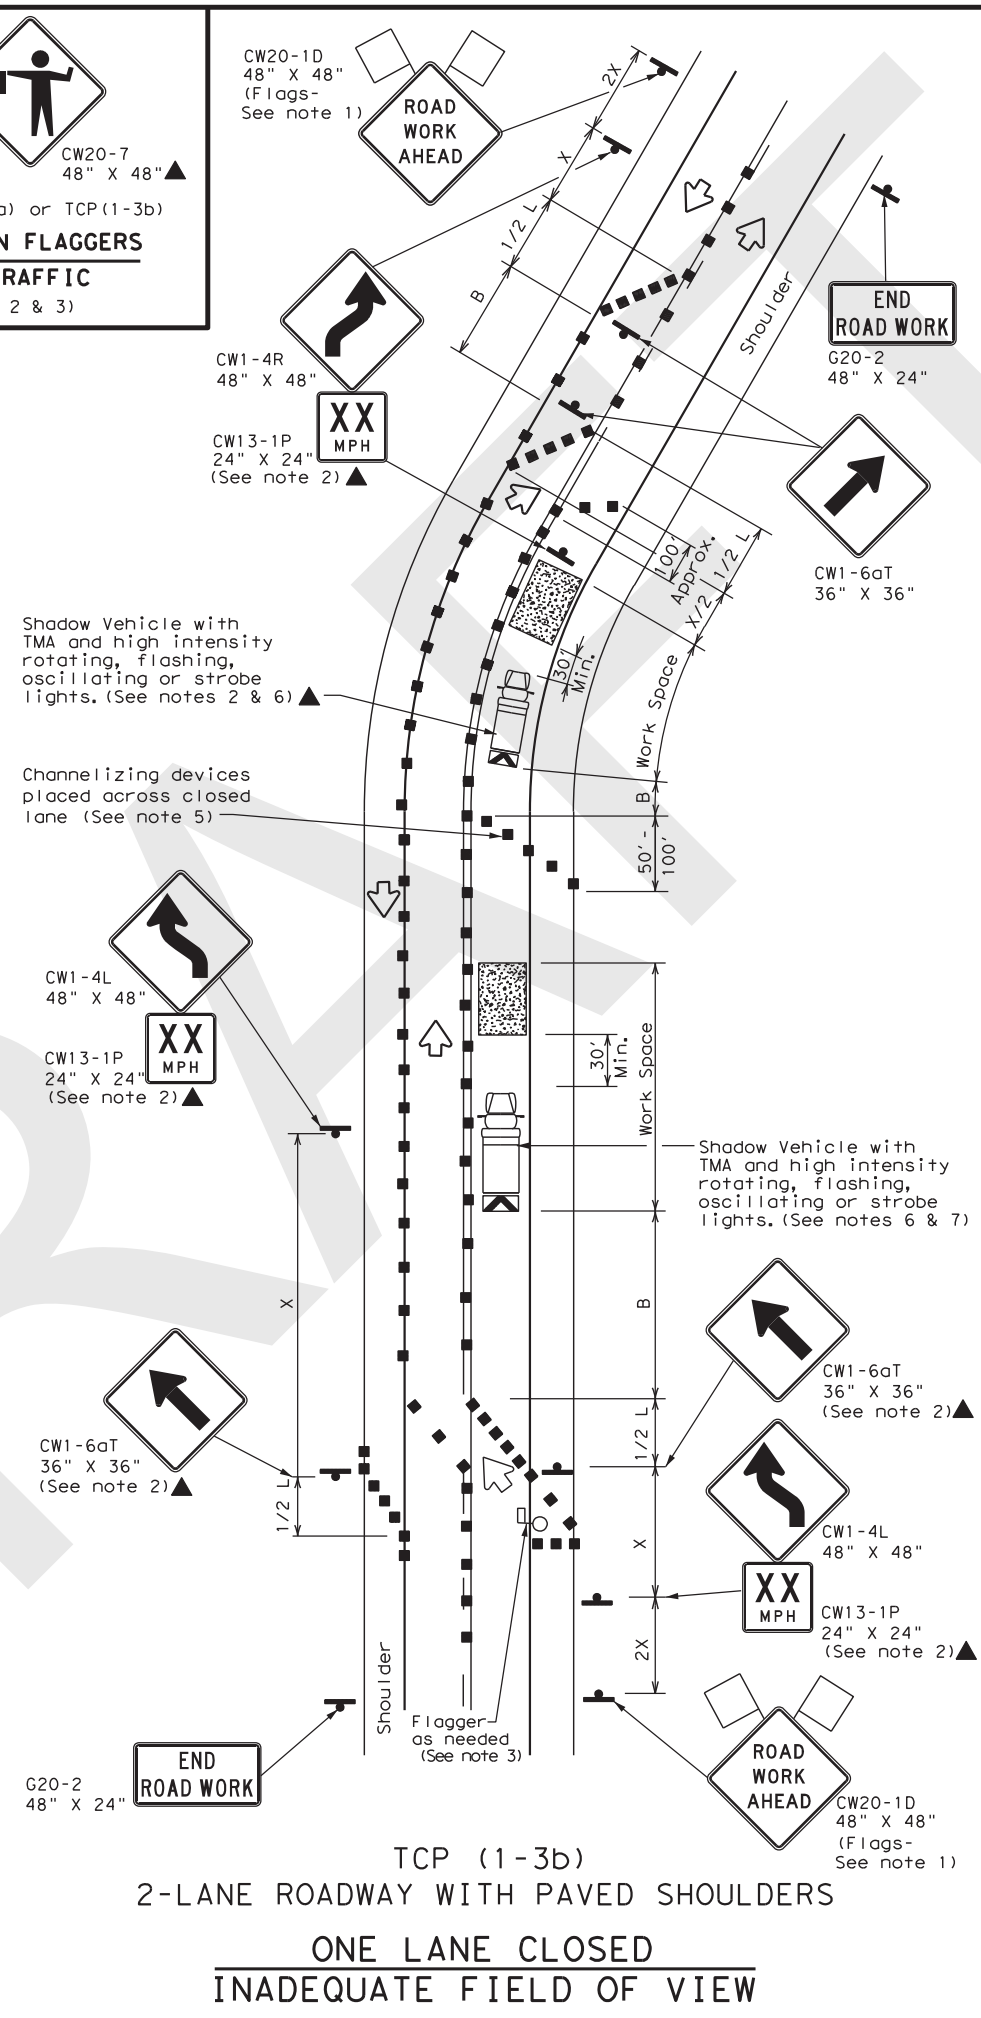 CW20-7
48" X 48"
a) or TCP(1-3b)
N FLAGGERS
RAFFIC
2 & 3)
CW20-1D
48" X 48"
(Flags-
See note 1)
ROAD
WORK
AHEAD
2X
X
1/2 L
B
CW1-4R
48" X 48"
XX
MPH
CW13-1P
24" X 24"
(See note 2)
Shoulder
END
ROAD WORK
G20-2
48" X 24"
CW1-6aT
36" X 36"
100'
Approx.
1/2 L
X/2
30'
Min.
Work Space
B
50' -
100'
Shadow Vehicle with
TMA and high intensity
rotating, flashing,
oscillating or strobe
lights. (See notes 2 & 6)
Channelizing devices
placed across closed
lane (See note 5)
CW1-4L
48" X 48"
XX
MPH
CW13-1P
24" X 24"
(See note 2)
30'
Min.
Work Space
Shadow Vehicle with
TMA and high intensity
rotating, flashing,
oscillating or strobe
lights. (See notes 6 & 7)
X
B
CW1-6aT
36" X 36"
(See note 2)
1/2 L
CW1-6aT
36" X 36"
(See note 2)
1/2 L
X
CW1-4L
48" X 48"
XX
MPH
CW13-1P
24" X 24"
(See note 2)
2X
Shoulder
Flagger
as needed
(See note 3)
END
ROAD WORK
G20-2
48" X 24"
ROAD
WORK
AHEAD
CW20-1D
48" X 48"
(Flags-
See note 1)
TCP (1-3b)
2-LANE ROADWAY WITH PAVED SHOULDERS
ONE LANE CLOSED
INADEQUATE FIELD OF VIEW